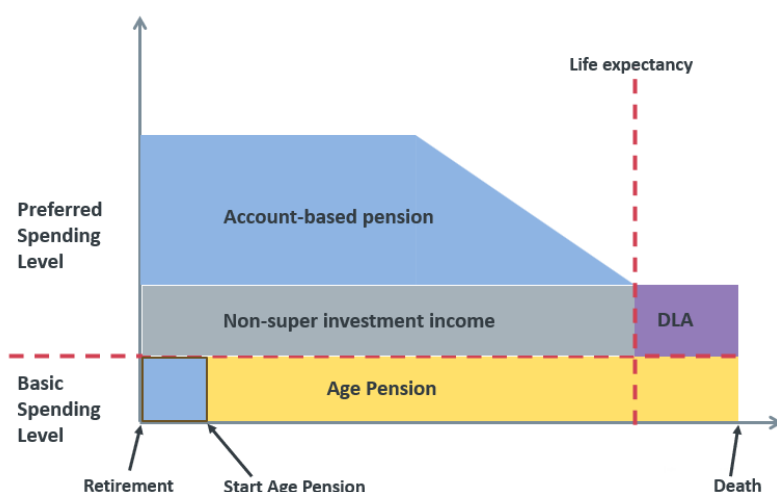 Life expectancy
Preferred
Spending
Level
Account-based pension
Non-super investment income
DLA
Basic
Spending
Level
Age Pension
Retirement
Start Age Pension
Death